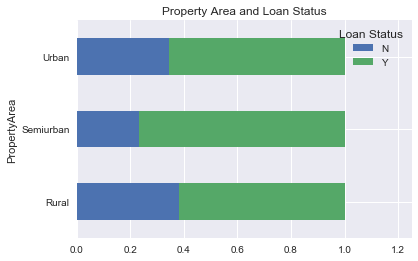 Property Area and Loan Status
Loan Status
N
Y
PropertyArea
Urban
Semiurban
Rural
0.0 0.2 0.4 0.6 0.8 1.0 1.2